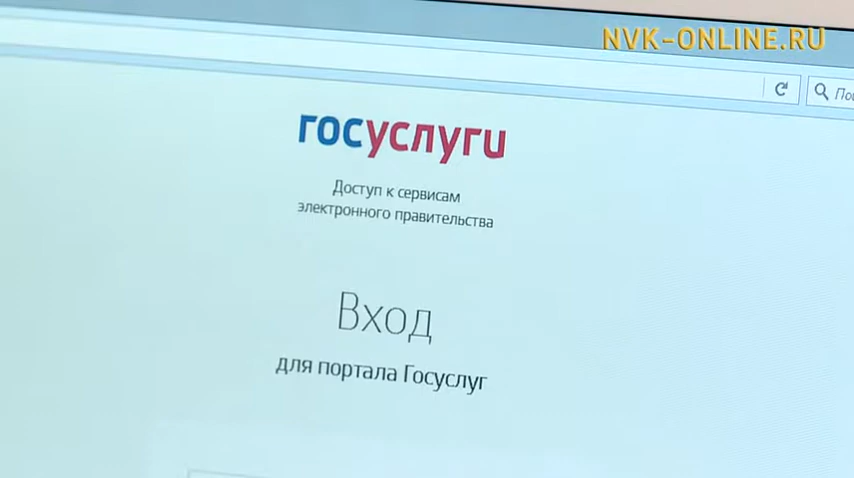 NVK-ONLINE.RU
госуслуги
Доступ к сервисам
электронного правительства
Вход
для портала Госуслуг